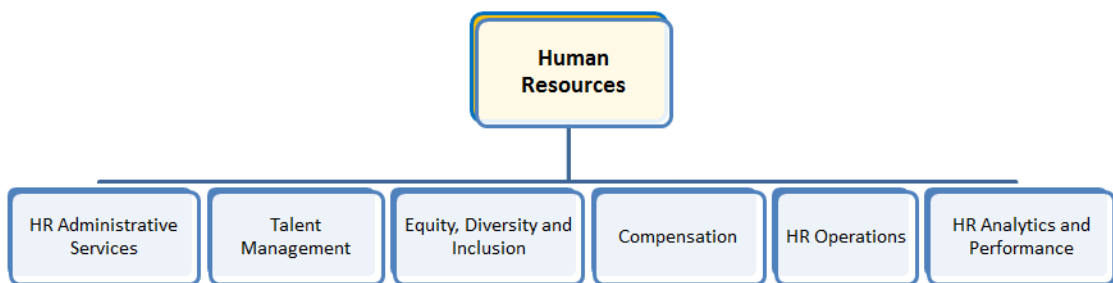 Human
Resources
HR Administrative
Services
Talent
Management
Equity, Diversity and
Inclusion
Compensation
HR Operations
HR Analytics and
Performance